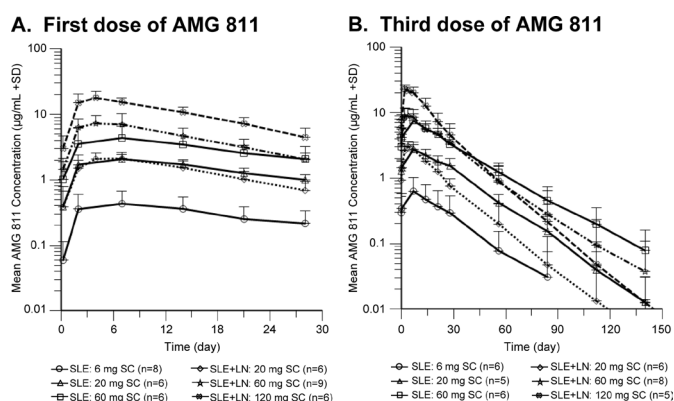 A. First dose of AMG 811
Mean AMG 811 Concentration (µg/mL +SD)
100
10
1
0.1
0.01
0 6 12 18 24 30
Time (day)
SLE: 6 mg SC (n=8)
SLE: 20 mg SC (n=6)
SLE: 60 mg SC (n=6)
SLE+LN: 20 mg SC (n=6)
SLE+LN: 60 mg SC (n=9)
SLE+LN: 120 mg SC (n=6)
B. Third dose of AMG 811
Mean AMG 811 Concentration (µg/mL +SD)
100
10
1
0.1
0.01
0 30 60 90 120 150
Time (day)
SLE: 6 mg SC (n=6)
SLE: 20 mg SC (n=5)
SLE: 60 mg SC (n=6)
SLE+LN: 20 mg SC (n=6)
SLE+LN: 60 mg SC (n=8)
SLE+LN: 120 mg SC (n=5)